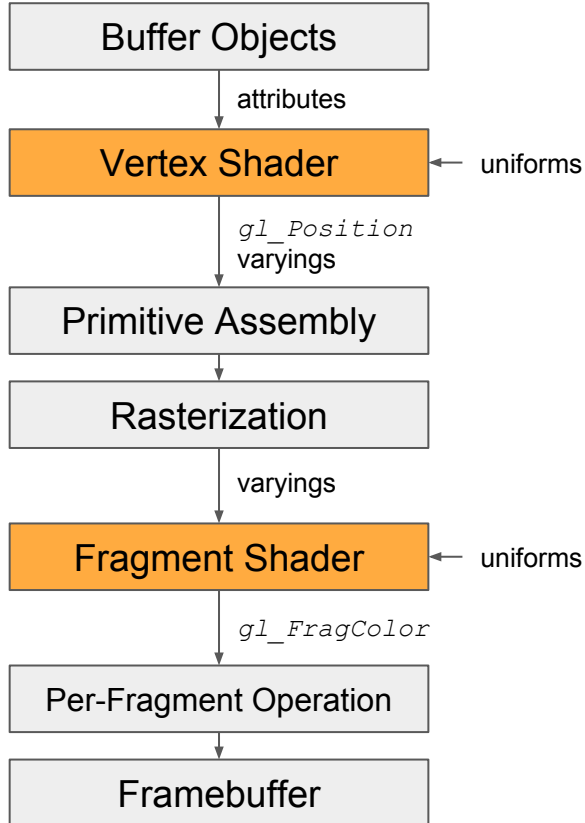 Buffer Objects
attributes
Vertex Shader
uniforms
gl_Position
varyings
Primitive Assembly
Rasterization
varyings
Fragment Shader
uniforms
gl_FragColor
Per-Fragment Operation
Framebuffer